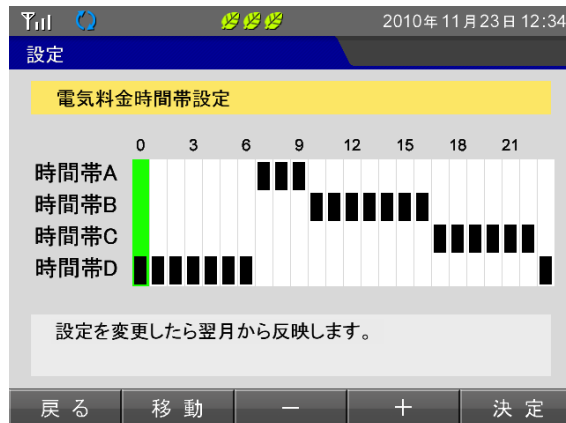 2010年11月23日 12:34
設定
電気料金時間帯設定
0 3 6 9 12 15 18 21
時間帯A
時間帯B
時間帯C
時間帯D
設定を変更したら翌月から反映します。
戻る 移動 － ＋ 決定